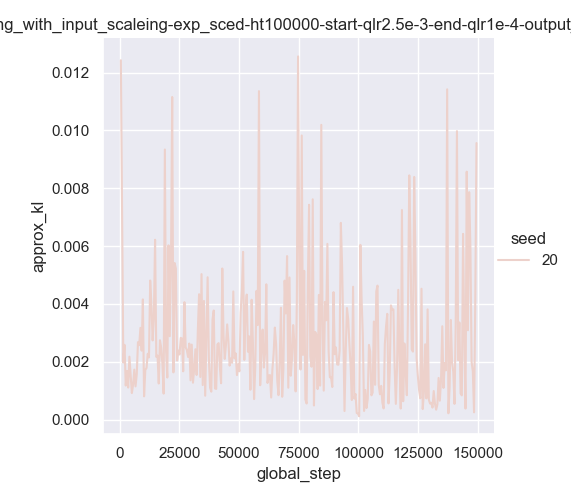 ng_with_input_scaleing-exp_sced-ht100000-start-qlr2.5e-3-end-qlr1e-4-output_
0.012
0.010
0.008
0.006
0.004
0.002
0.000
approx_kl
0 25000 50000 75000 100000 125000 150000
global_step
seed
20